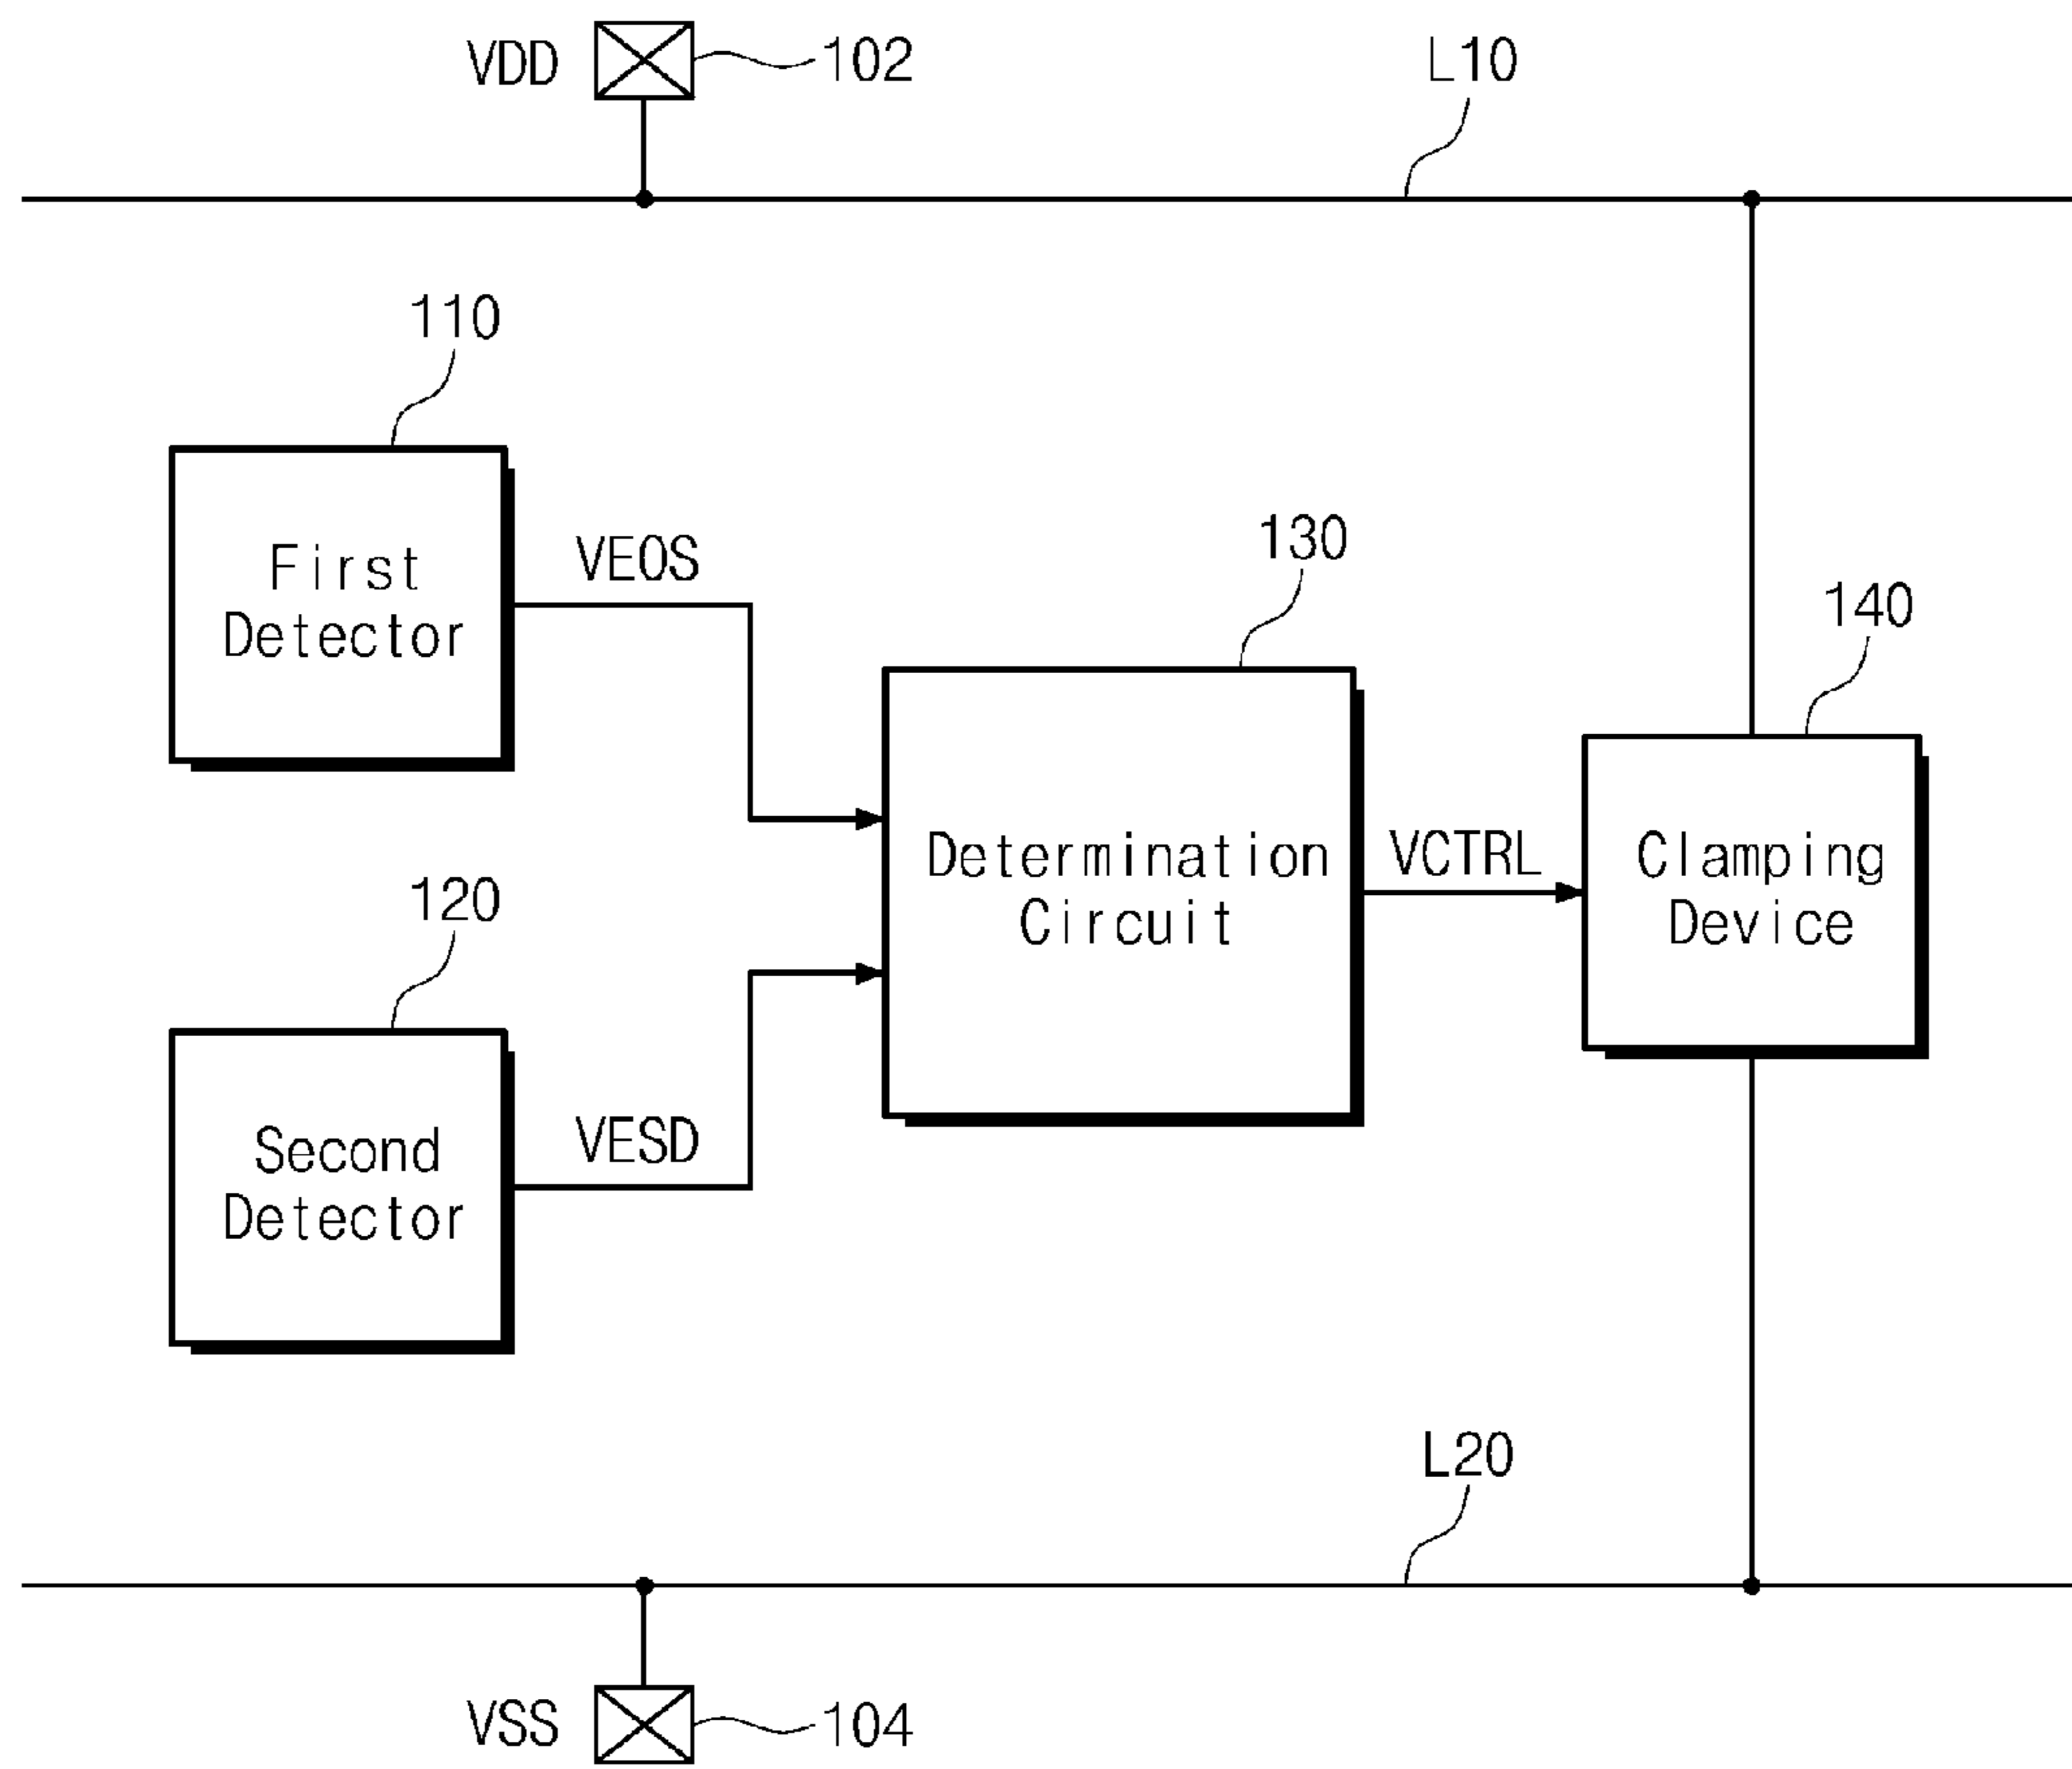 VDD
102
L10
110
First
Detector
VEOS
130
140
Determination
Circuit
VCTRL
Clamping
Device
120
Second
Detector
VESD
L20
VSS
104